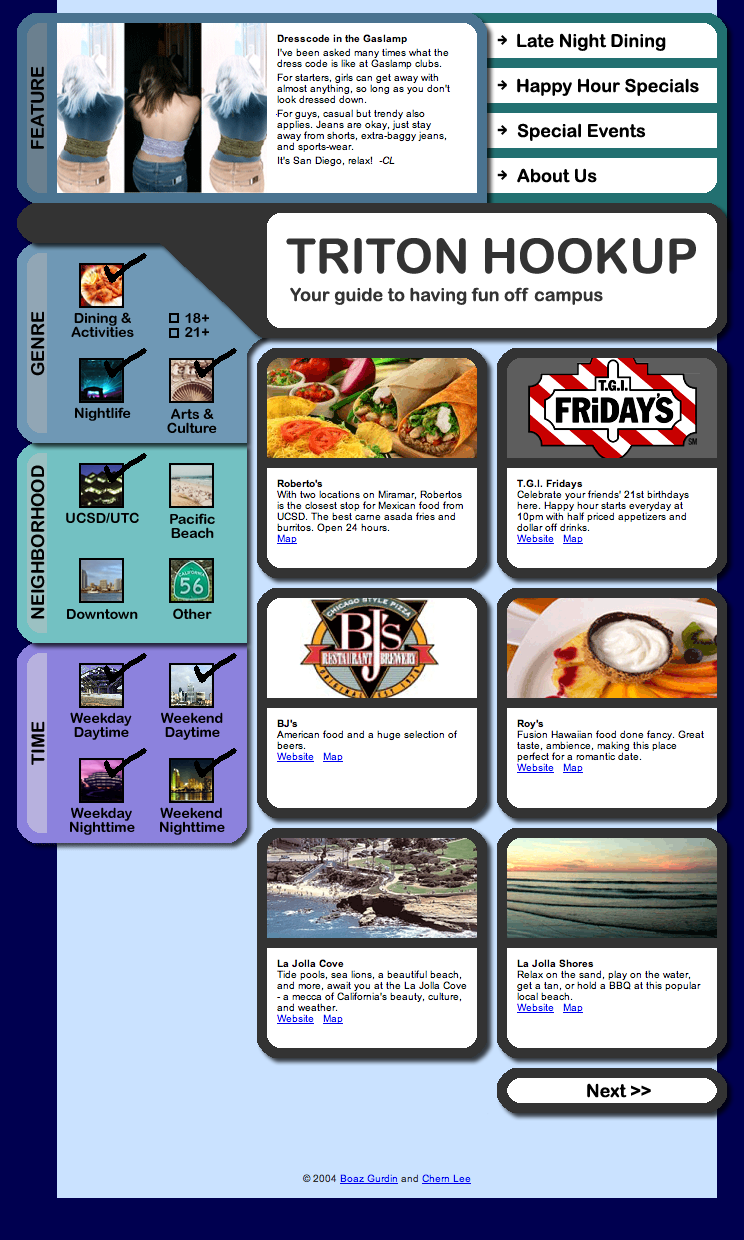 FEATURE
Dresscode in the Gaslamp
I've been asked many times what the
dress code is like at Gaslamp clubs.
For starters, girls can get away with
almost anything, so long as you don't
look dressed down.
For guys, casual but trendy also
applies. Jeans are okay, just stay
away from shorts, extra-baggy jeans,
and sports-wear.
It's San Diego, relax! -CL
Late Night Dining
Happy Hour Specials
Special Events
About Us
TRITON HOOKUP
Your guide to having fun off campus
GENRE
Dining &
Activities
18+
21+
Nightlife
Arts &
Culture
NEIGHBORHOOD
UCSD/UTC
Pacific
Beach
Downtown
CALIFORNIA
56
Other
TIME
Weekday
Daytime
Weekend
Daytime
Weekday
Nighttime
Weekend
Nighttime
Roberto's
With two locations on Miramar, Robertos
is the closest stop for Mexican food from
UCSD. The best carne asada fries and
burritos. Open 24 hours.
Map
T.G.I.
FRiDAY'S
SM
T.G.I. Fridays
Celebrate your friends' 21st birthdays
here. Happy hour starts everyday at
10pm with half priced appetizers and
dollar off drinks.
Website Map
CHICAGO STYLE PIZZA
BJ's
RESTAURANT BREWERY
ORIGINAL EST. 1978
BJ's
American food and a huge selection of
beers.
Website Map
Roy's
Fusion Hawaiian food done fancy. Great
taste, ambience, making this place
perfect for a romantic date.
Website Map
La Jolla Cove
Tide pools, sea lions, a beautiful beach,
and more, await you at the La Jolla Cove
- a mecca of California's beauty, culture,
and weather.
Website Map
La Jolla Shores
Relax on the sand, play on the water,
get a tan, or hold a BBQ at this popular
local beach.
Website Map
Next >>
© 2004 Boaz Gurdin and Chern Lee